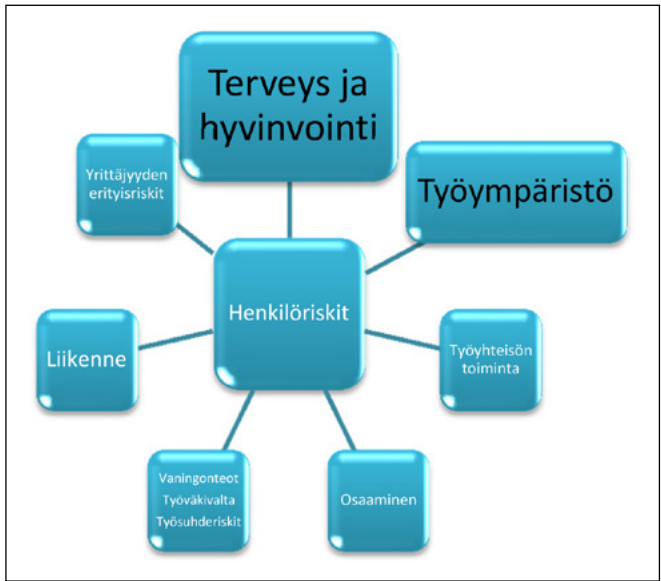 Terveys ja
hyvinvointi
Yrittäjyyden
erityisriskit
Työympäristö
Henkilöriskit
Liikenne
Työyhteisön
toiminta
Vaningonteot
Työväkivalta
Työsuhderiskit
Osaaminen